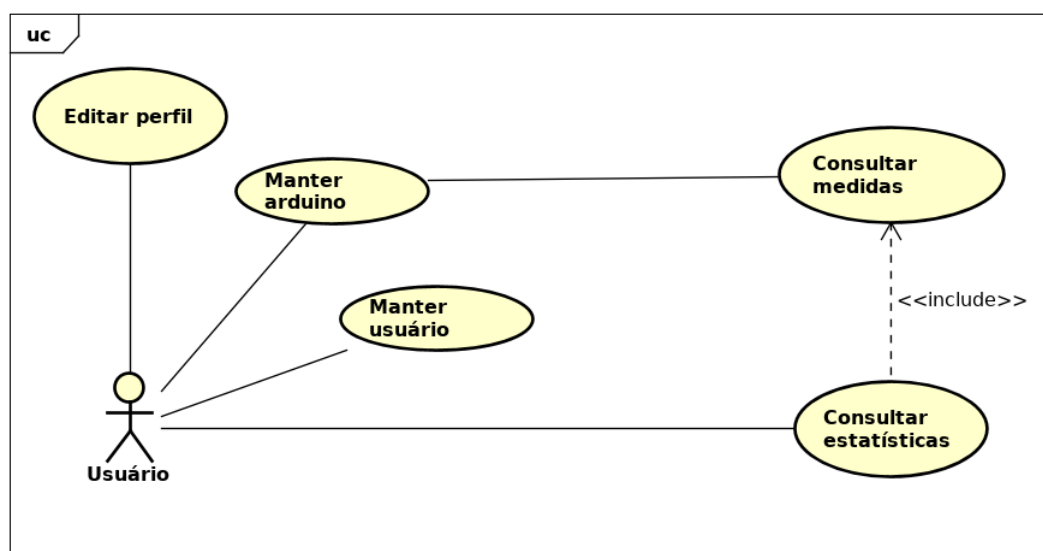 uc
Editar perfil
Manter
arduino
Consultar
medidas
Manter
usuário
<<include>>
Consultar
estatísticas
Usuário